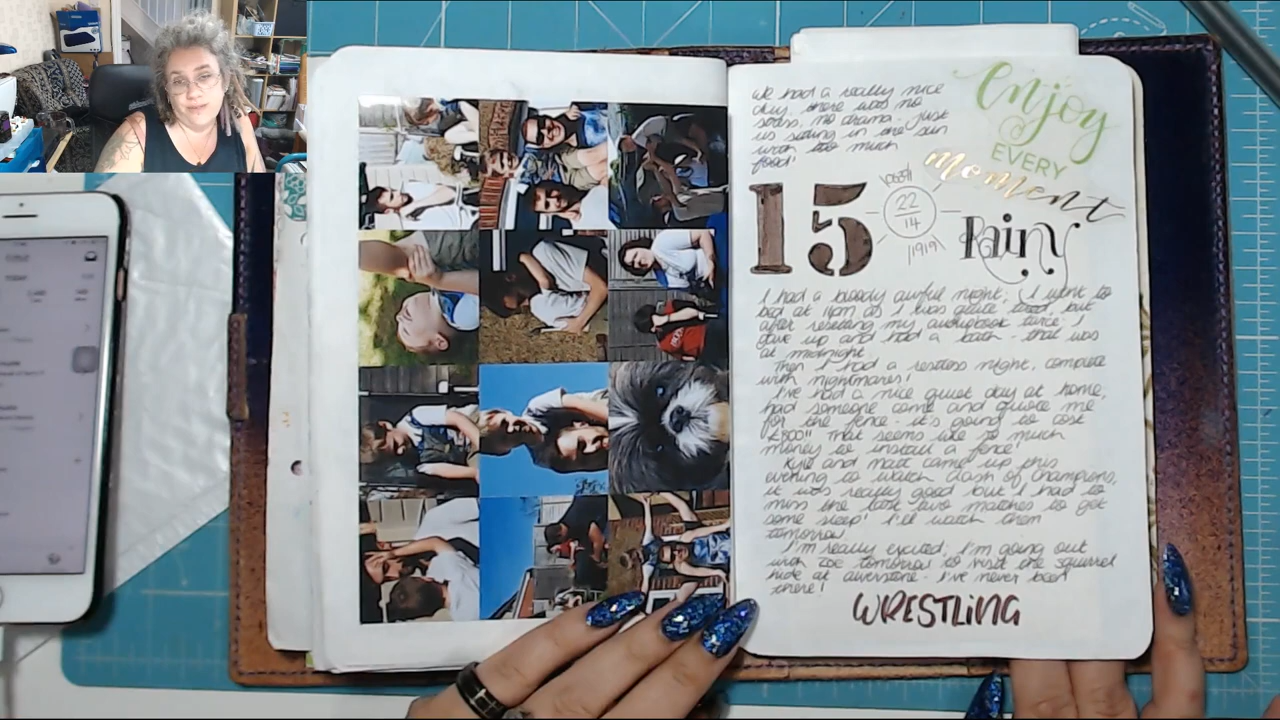 we had a really nice
day there was no
stress, no drama - just
us sitting in the sun
with too much
food!
enjoy
EVERY
moment
15
22
14
Rainy
I had a bloody awful night, I went to
bed at 11pm as I was quite tired, but
after reseting my audiobook twice I
gave up and had a bath - that was
at midnight.
Then I had a restless night, complete
with nightmares!
I've had a nice quiet day at home,
had someone come and quote me
for the fence - it's going to cost
£800!! That seems like so much
money to install a fence!
Kyle and Matt came up this
evening to watch Clash of Champions,
it was really good but I had to
miss the last two matches to get
some sleep! I'll watch them
tomorrow.
I'm really excited, I'm going out
with Zoe tomorrow to visit the squirrel
hide at Alverstone - I've never been
there!
WRESTLING